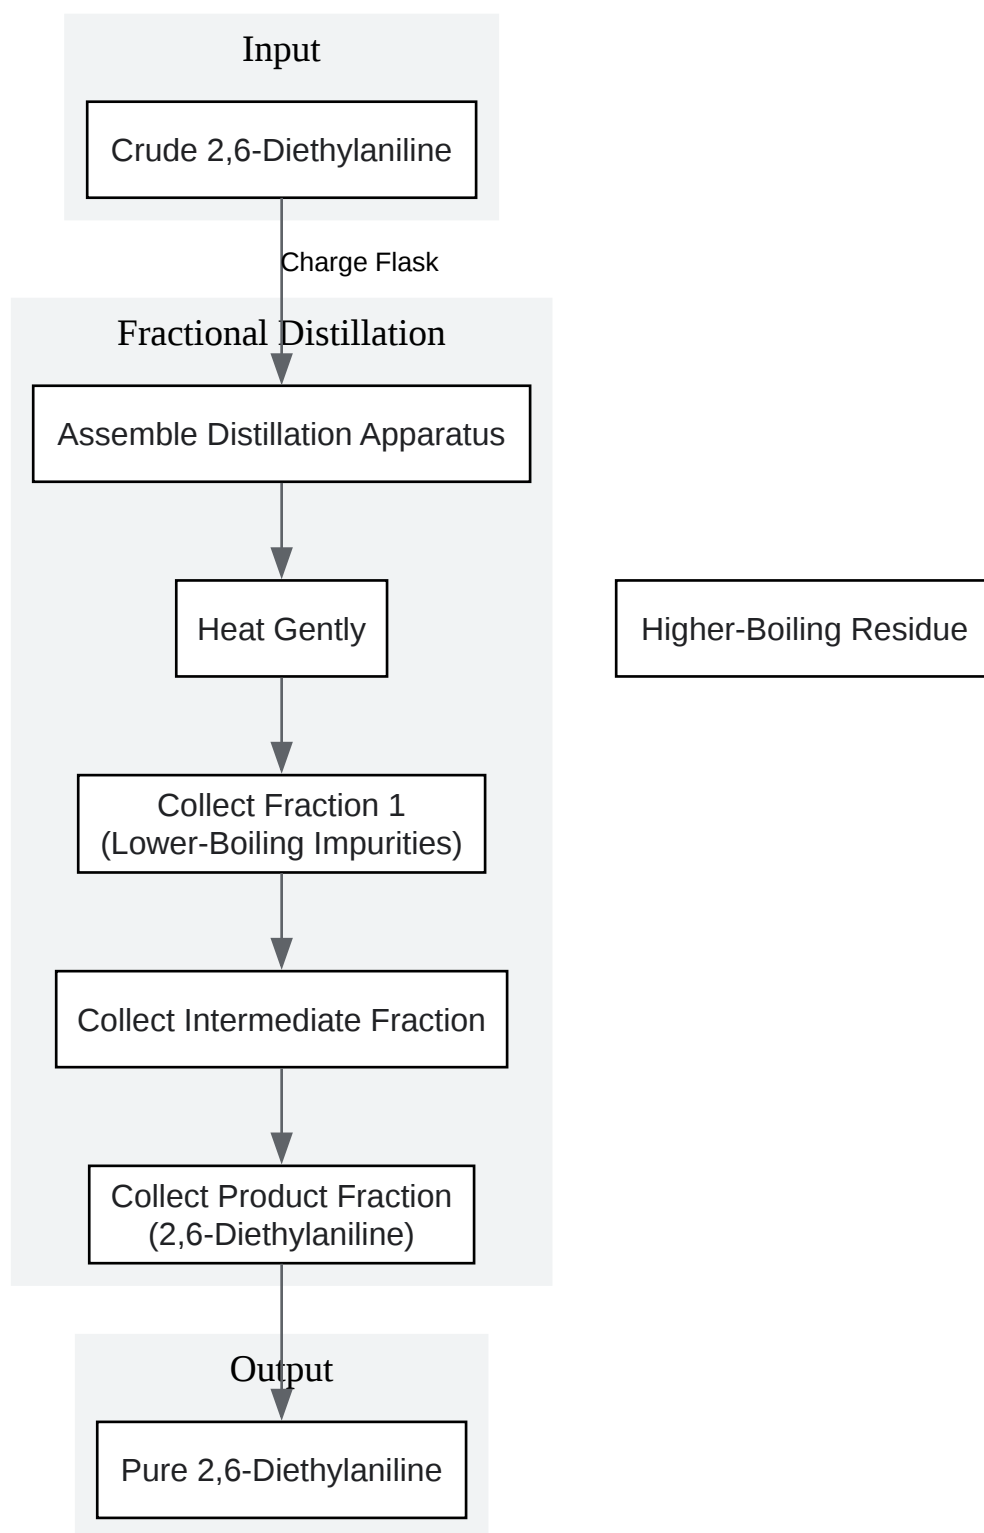 Input
Crude 2,6-Diethylaniline
Charge Flask
Fractional Distillation
Assemble Distillation Apparatus
Heat Gently
Higher-Boiling Residue
Collect Fraction 1
(Lower-Boiling Impurities)
Collect Intermediate Fraction
Collect Product Fraction
(2,6-Diethylaniline)
Output
Pure 2,6-Diethylaniline